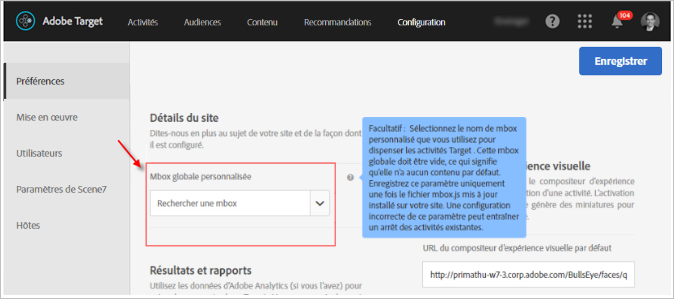 Adobe Target
Activités
Audiences
Contenu
Recommandations
Configuration
104
Enregistrer
Préférences
Mise en œuvre
Utilisateurs
Paramètres de Scene7
Hôtes
Détails du site
Dites-nous en plus au sujet de votre site et de la façon dont
il est configuré.
Mbox globale personnalisée
Rechercher une mbox
Facultatif : Sélectionnez le nom de mbox
personnalisé que vous utilisez pour
dispenser les activités Target . Cette mbox
globale doit être vide, ce qui signifie
qu'elle n'a aucun contenu par défaut.
Enregistrez ce paramètre uniquement
une fois le fichier mbox.js mis à jour
installé sur votre site. Une configuration
incorrecte de ce paramètre peut entraîner
un arrêt des activités existantes.
érience visuelle
le compositeur d'expérience
tion d'une activité. L'activation
e génère des miniatures pour
Résultats et rapports
Utilisez les données d'Adobe Analytics (si vous l'avez) pour
URL du compositeur d'expérience visuelle par défaut
http://primathu-w7-3.corp.adobe.com/BullsEye/faces/q